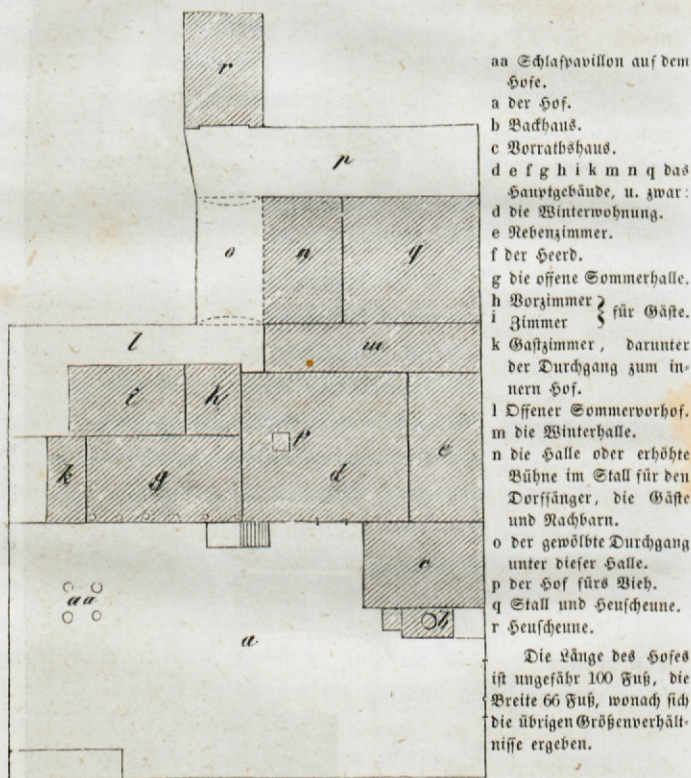 r
p
o
n
q
l
m
i
h
k
g
f
d
e
c
b
aa
a
aa Schlafpavillon auf dem
Hofe.
a der Hof.
b Backhaus.
c Vorrathshaus.
d e f g h i k m n q das
Hauptgebäude, u. zwar:
d die Winterwohnung.
e Nebenzimmer.
f der Heerd.
g die offene Sommerhalle.
h Vorzimmer } für Gäste.
i Zimmer
k Gastzimmer, darunter
der Durchgang zum in-
nern Hof.
l Offener Sommervorhof.
m die Winterhalle.
n die Halle oder erhöhte
Bühne im Stall für den
Dorfsänger, die Gäste
und Nachbarn.
o der gewölbte Durchgang
unter dieser Halle.
p der Hof fürs Vieh.
q Stall und Heuscheune.
r Heuscheune.
Die Länge des Hofes
ist ungefähr 100 Fuß, die
Breite 66 Fuß, wonach sich
die übrigen Größenverhält-
nisse ergeben.